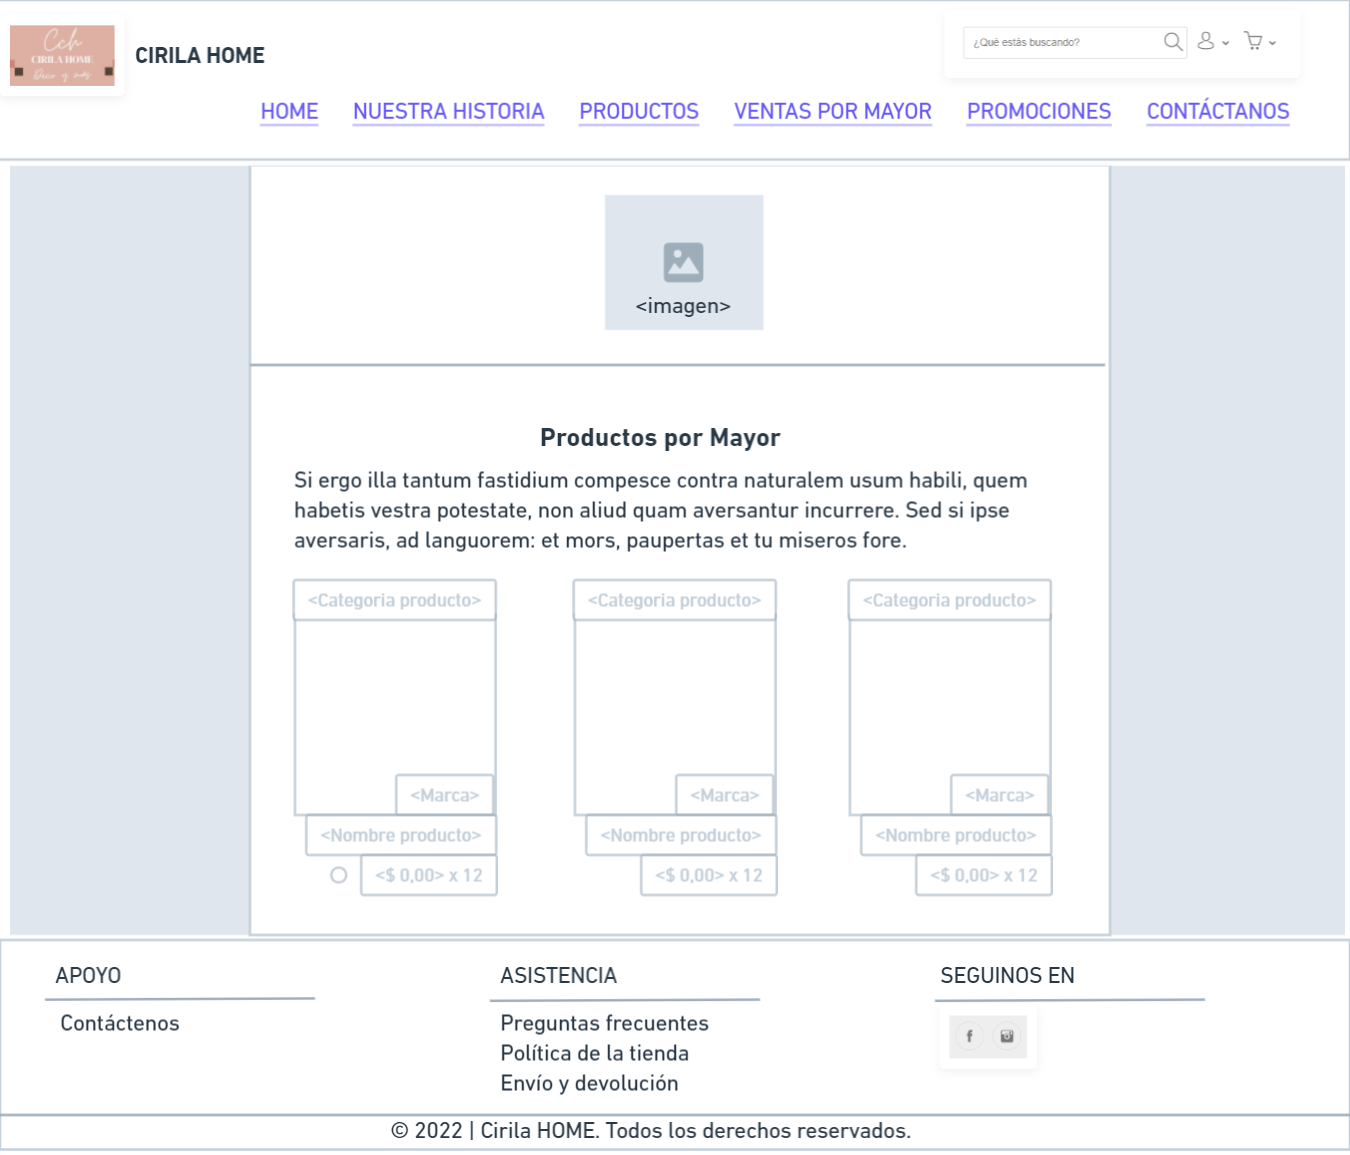 Cch
CIRILA HOME
Deco y más
CIRILA HOME
¿Qué estás buscando?
HOME NUESTRA HISTORIA PRODUCTOS VENTAS POR MAYOR PROMOCIONES CONTÁCTANOS
<imagen>
Productos por Mayor
Si ergo illa tantum fastidium compesce contra naturalem usum habili, quem
habetis vestra potestate, non aliud quam aversantur incurrere. Sed si ipse
aversaris, ad languorem: et mors, paupertas et tu miseros fore.
<Categoria producto> <Categoria producto> <Categoria producto>
<Marca> <Marca> <Marca>
<Nombre producto> <Nombre producto> <Nombre producto>
<$ 0,00> x 12 <$ 0,00> x 12 <$ 0,00> x 12
APOYO ASISTENCIA SEGUINOS EN
Contáctenos Preguntas frecuentes
Política de la tienda
Envío y devolución
© 2022 | Cirila HOME. Todos los derechos reservados.